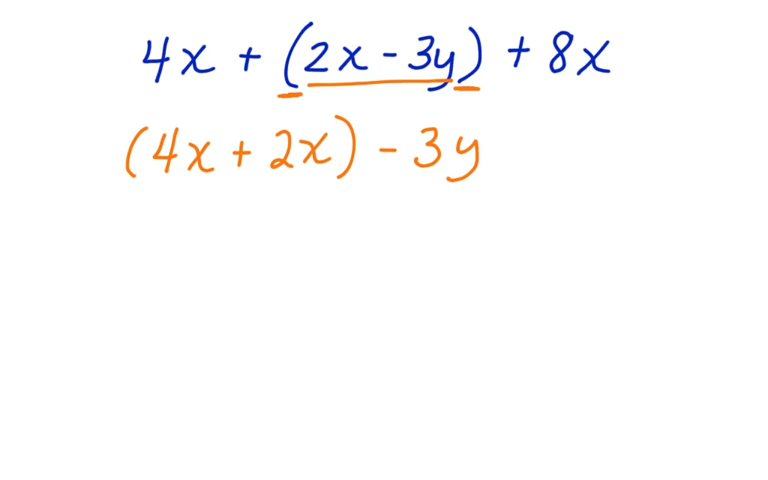 4x + (2x - 3y) + 8x
(4x + 2x) - 3y